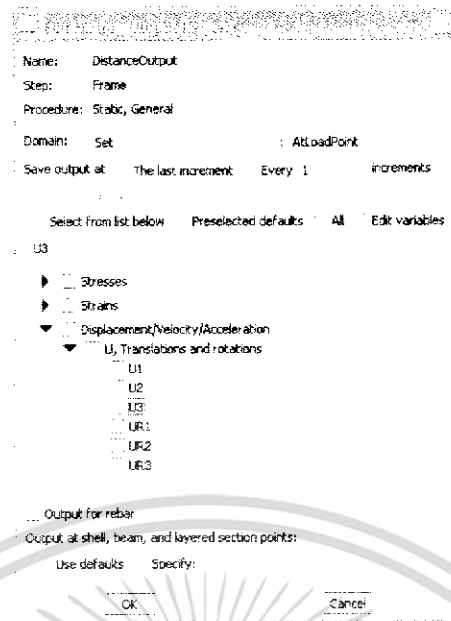 Name: DistanceOutput
Step: Frame
Procedure: Static, General
Domain: Set : AtLoadPoint
Save output at The last increment Every 1 increments
Select from list below Preselected defaults All Edit variables
U3
Stresses
Strains
Displacement/Velocity/Acceleration
U, Translations and rotations
U1
U2
U3
UR1
UR2
UR3
Output for rebar
Output at shell, beam, and layered section points:
Use defaults Specify:
OK Cancel